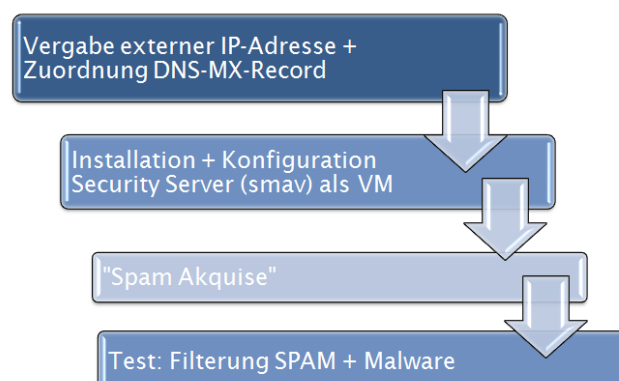 Vergabe externer IP-Adresse +
Zuordnung DNS-MX-Record
Installation + Konfiguration
Security Server (smav) als VM
"Spam Akquise"
Test: Filterung SPAM + Malware